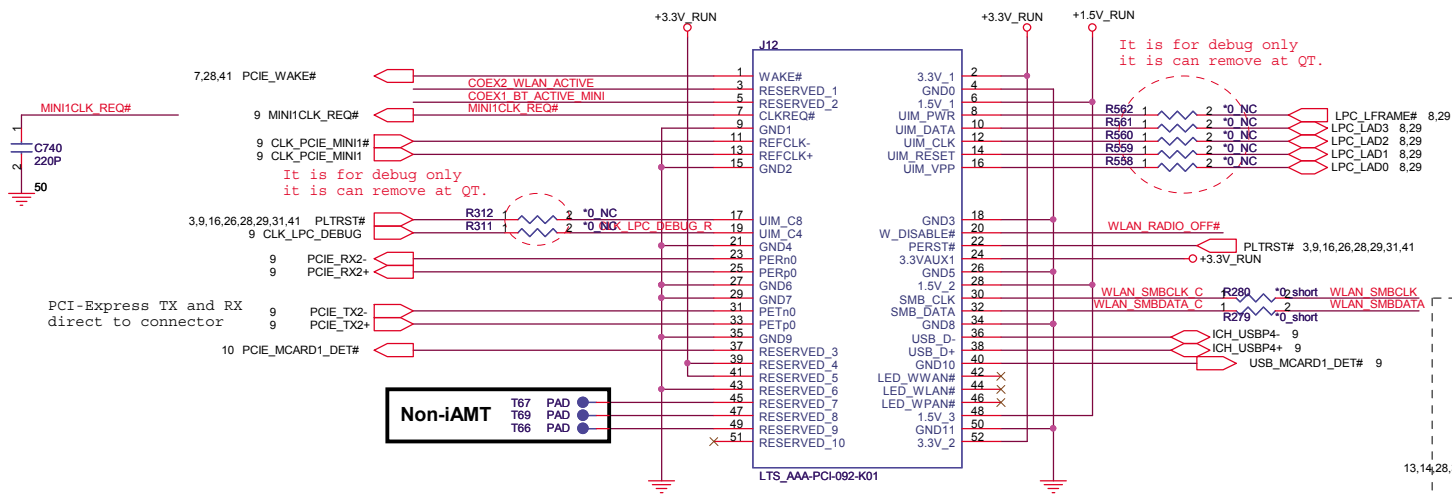 +3.3V_RUN
+3.3V_RUN
+1.5V_RUN
J12
It is for debug only
it is can remove at QT.
7,28,41 PCIE_WAKE# 1 WAKE# 3.3V_1 2
COEX2_WLAN_ACTIVE 3 RESERVED_1 GND0 4
COEX1_BT_ACTIVE_MINI 5 RESERVED_2 1.5V_1 6
MINI1CLK_REQ# 9 MINI1CLK_REQ# MINI1CLK_REQ# 7 CLKREQ# UIM_PWR 8 R562 1 2 *0_NC LPC_LFRAME# 8,29
9 GND1 UIM_DATA 10 R561 1 2 *0_NC LPC_LAD3 8,29
9 CLK_PCIE_MINI1# 11 REFCLK- UIM_CLK 12 R560 1 2 *0_NC LPC_LAD2 8,29
9 CLK_PCIE_MINI1 13 REFCLK+ UIM_RESET 14 R559 1 2 *0_NC LPC_LAD1 8,29
15 GND2 UIM_VPP 16 R558 1 2 *0_NC LPC_LAD0 8,29
1
C740
220P
2
50
It is for debug only
it is can remove at QT.
3,9,16,26,28,29,31,41 PLTRST# R312 1 2 *0_NC 17 UIM_C8 GND3 18
9 CLK_LPC_DEBUG R311 1 2 *0_NC CLK_LPC_DEBUG_R 19 UIM_C4 W_DISABLE# 20 WLAN_RADIO_OFF#
21 GND4 PERST# 22 PLTRST# 3,9,16,26,28,29,31,41
9 PCIE_RX2- 23 PERn0 3.3VAUX1 24 +3.3V_RUN
9 PCIE_RX2+ 25 PERp0 GND5 26
27 GND6 1.5V_2 28
29 GND7 SMB_CLK 30 WLAN_SMBCLK_C 1 R280 2 *0_short WLAN_SMBCLK
PCI-Express TX and RX
direct to connector
9 PCIE_TX2- 31 PETn0 SMB_DATA 32 WLAN_SMBDATA_C 1 R279 2 *0_short WLAN_SMBDATA
9 PCIE_TX2+ 33 PETp0 GND8 34
35 GND9 USB_D- 36 ICH_USBP4- 9
10 PCIE_MCARD1_DET# 37 RESERVED_3 USB_D+ 38 ICH_USBP4+ 9
39 RESERVED_4 GND10 40 USB_MCARD1_DET# 9
41 RESERVED_5 LED_WWAN# 42
43 RESERVED_6 LED_WLAN# 44
Non-iAMT
T67 PAD 45 RESERVED_7 LED_WPAN# 46
T69 PAD 47 RESERVED_8 1.5V_3 48
T66 PAD 49 RESERVED_9 GND11 50
51 RESERVED_10 3.3V_2 52
LTS_AAA-PCI-092-K01
13,14,28,